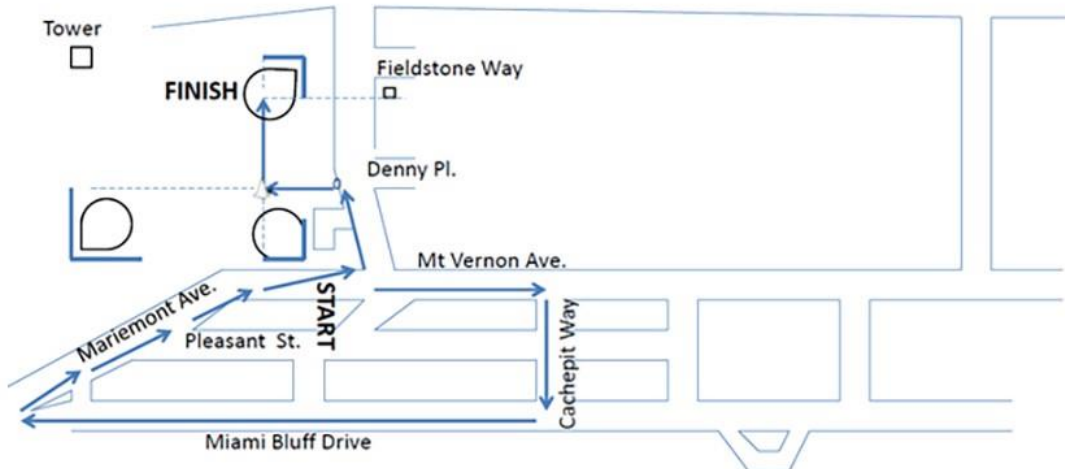 Tower
FINISH
Fieldstone Way
Denny Pl.
Mt Vernon Ave.
Mariemont Ave.
START
Pleasant St.
Cachepit Way
Miami Bluff Drive